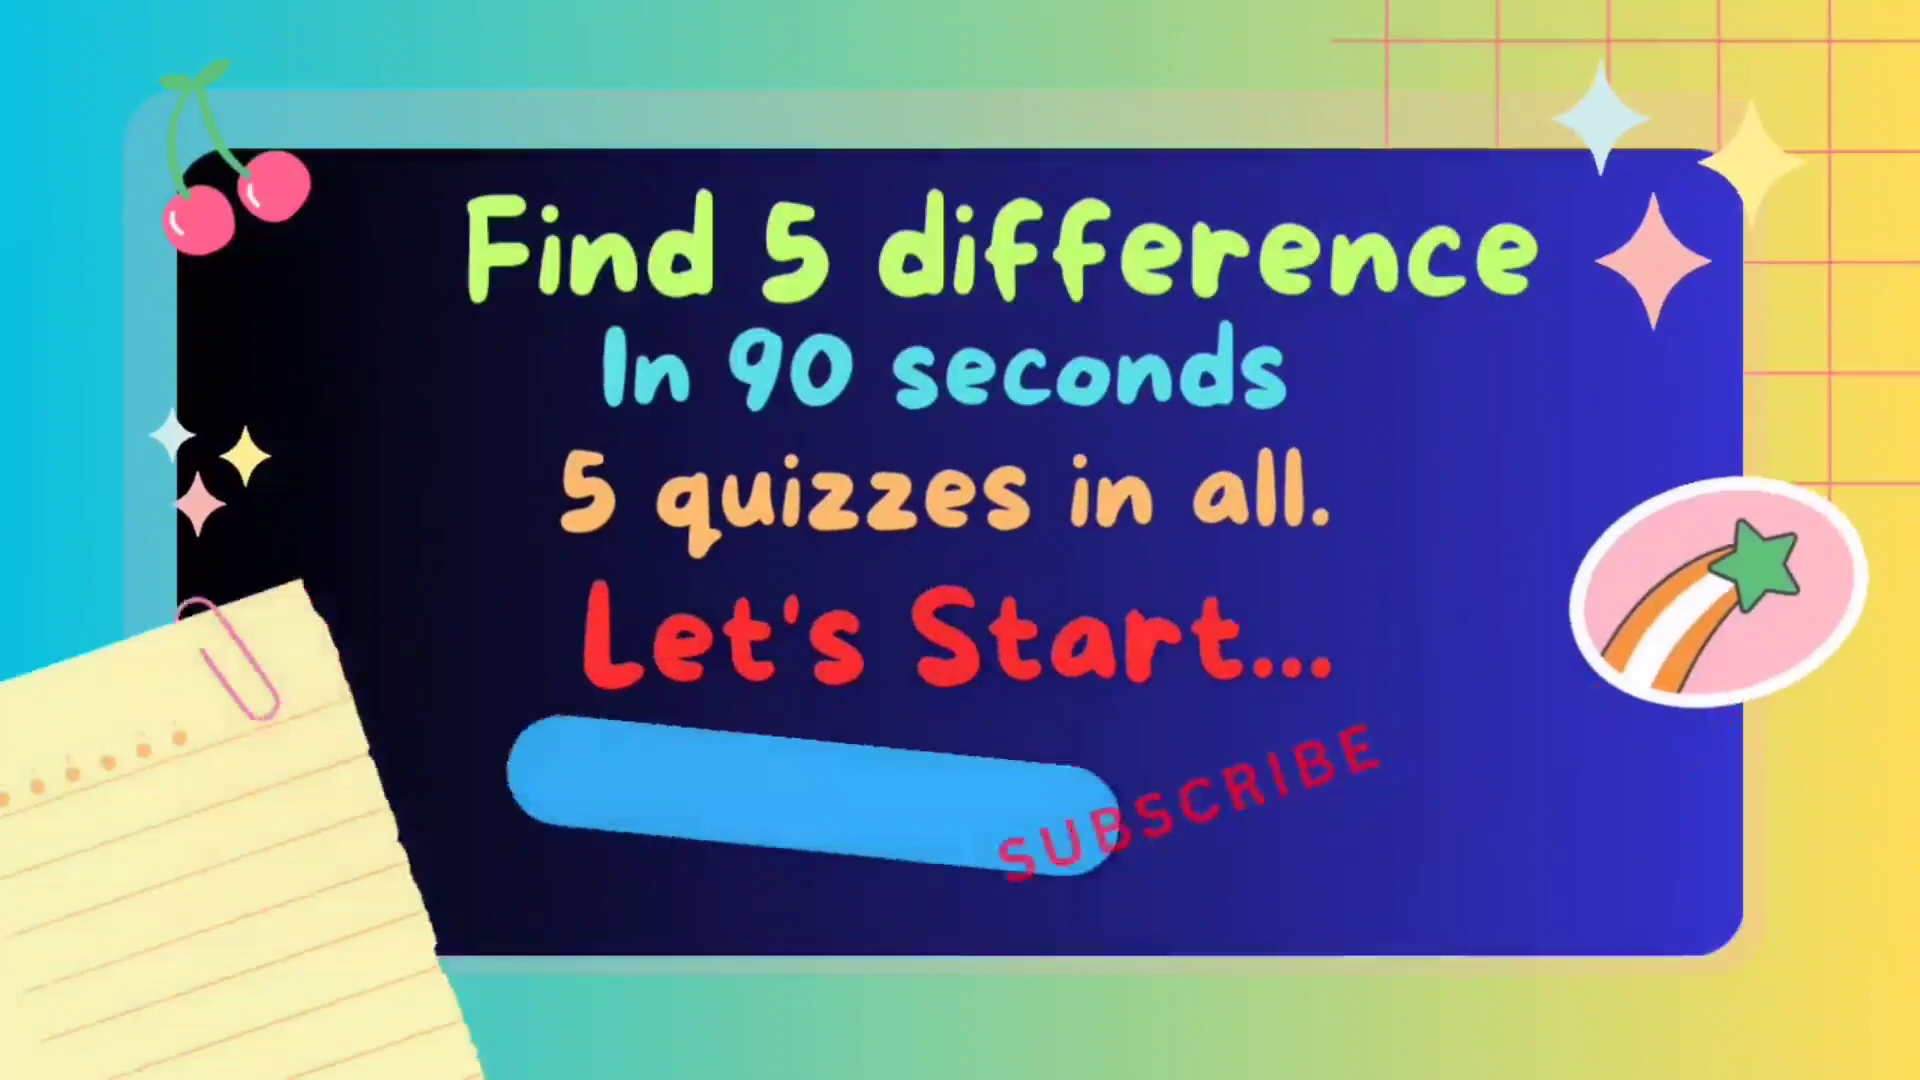 Find 5 difference
In 90 seconds
5 quizzes in all.
Let's Start...
SUBSCRIBE